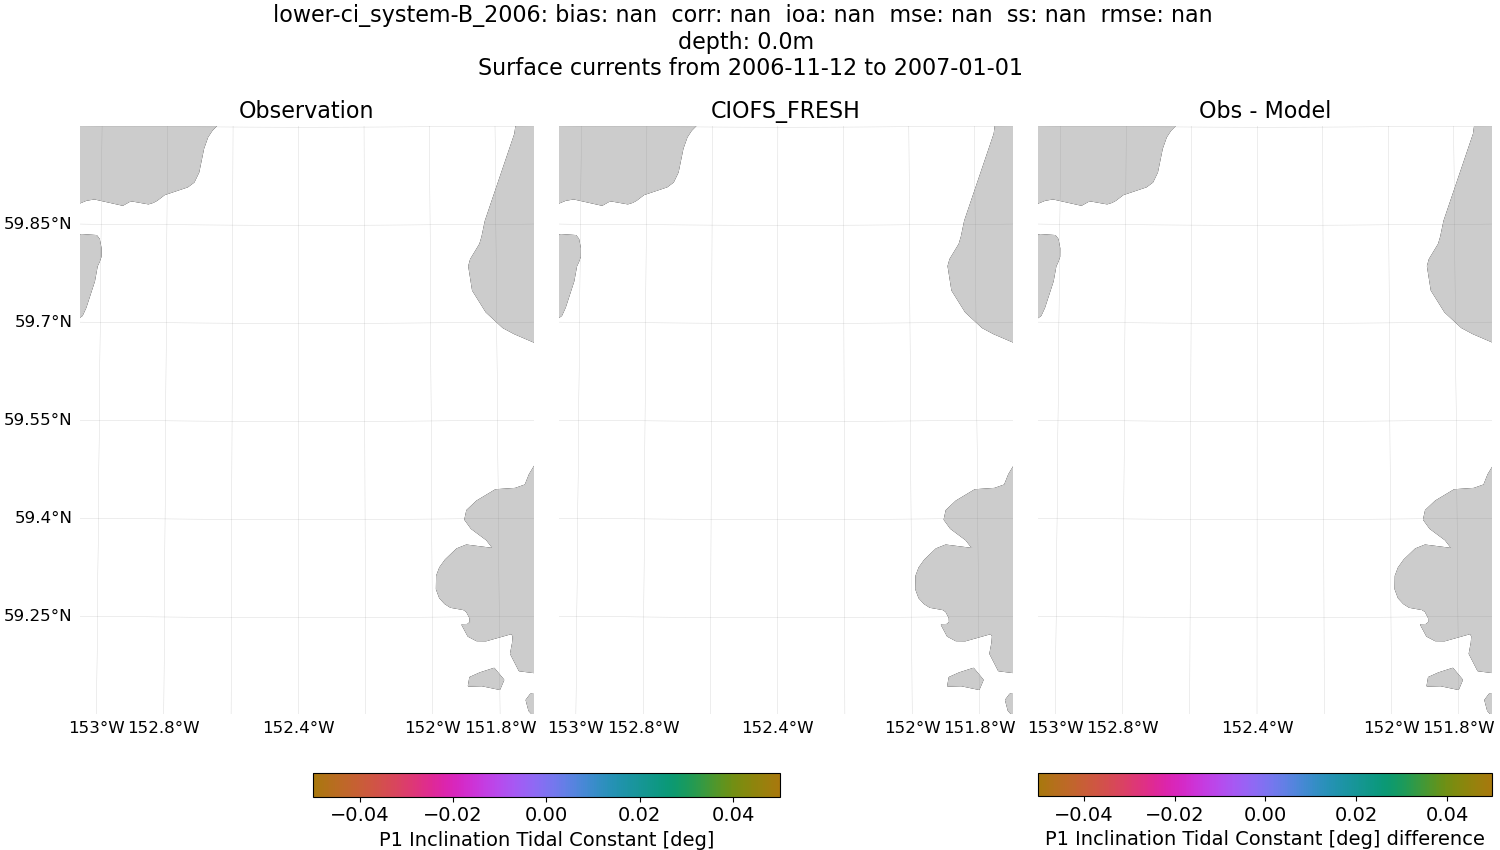 lower-ci_system-B_2006: bias: nan  corr: nan  ioa: nan  mse: nan  ss: nan  rmse: nan
depth: 0.0m
Surface currents from 2006-11-12 to 2007-01-01
Observation
CIOFS_FRESH
Obs - Model
59.85°N
59.7°N
59.55°N
59.4°N
59.25°N
153°W 152.8°W 152.4°W 152°W 151.8°W
153°W 152.8°W 152.4°W 152°W 151.8°W
153°W 152.8°W 152.4°W 152°W 151.8°W
−0.04 −0.02 0.00 0.02 0.04
P1 Inclination Tidal Constant [deg]
−0.04 −0.02 0.00 0.02 0.04
P1 Inclination Tidal Constant [deg] difference